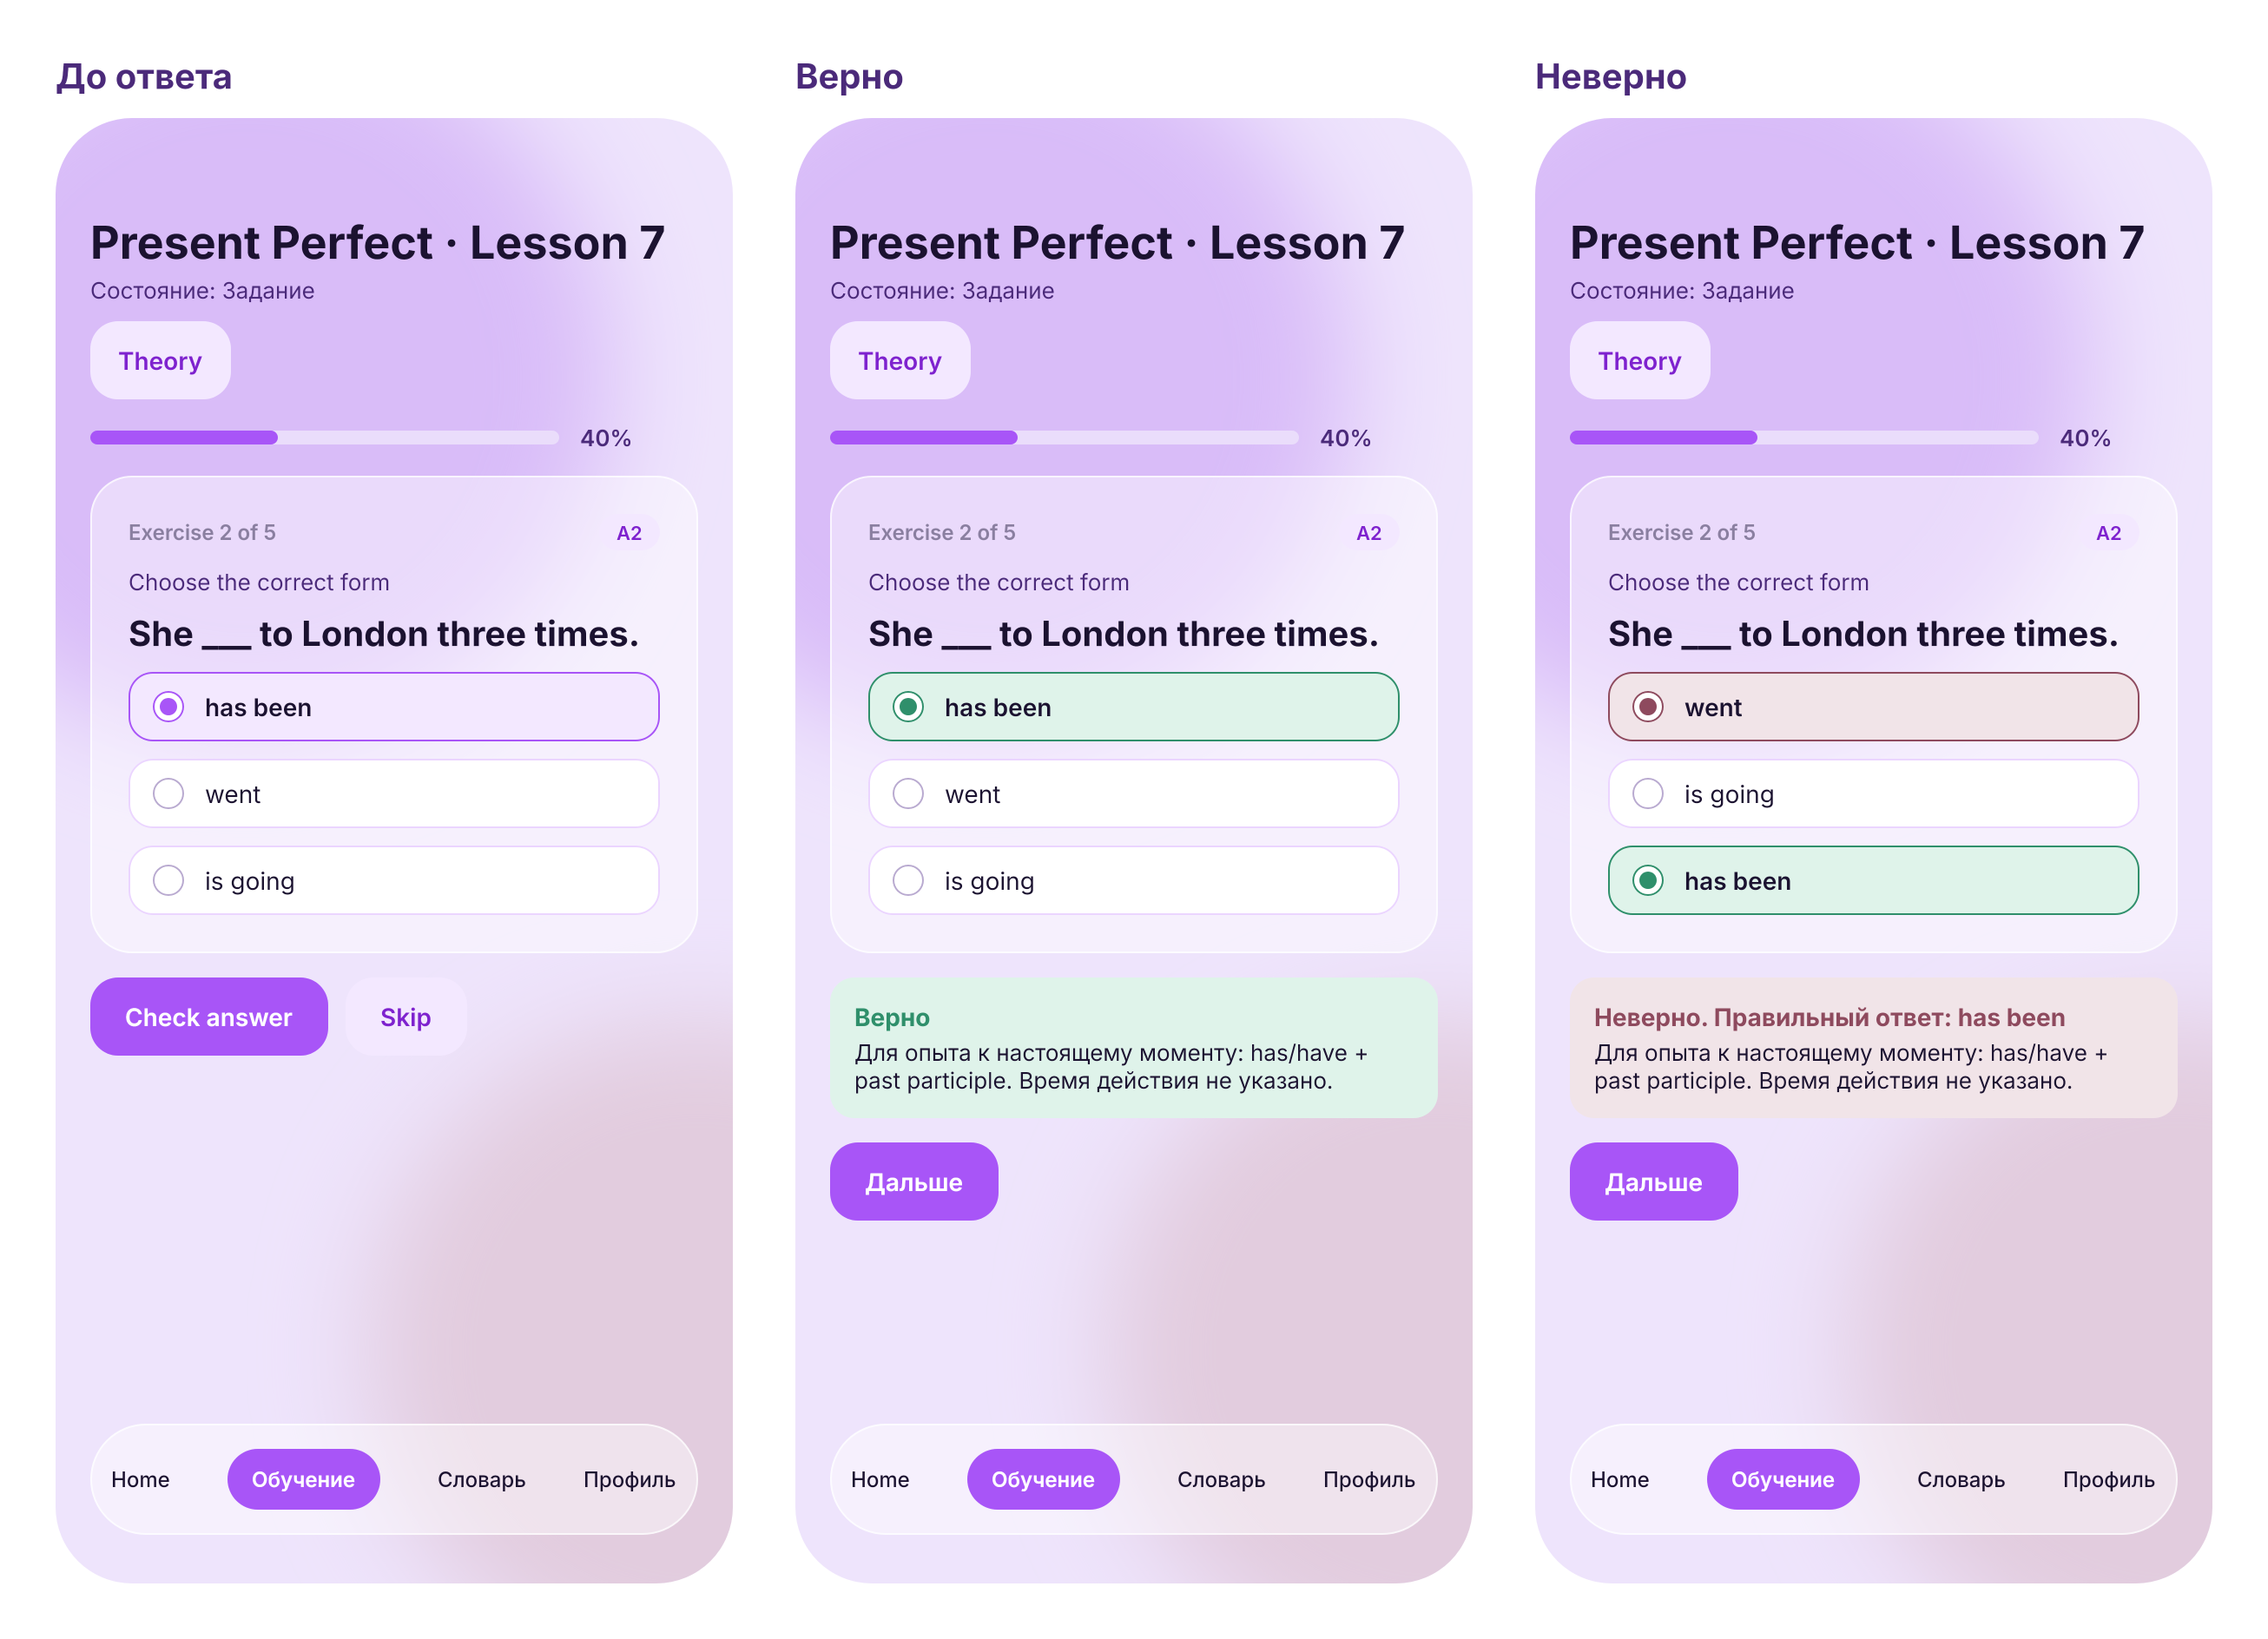 До ответа
Present Perfect · Lesson 7
Состояние: Задание
Theory
40%
Exercise 2 of 5
A2
Choose the correct form
She ___ to London three times.
has been
went
is going
Check answer
Skip
Home
Обучение
Словарь
Профиль
Верно
Present Perfect · Lesson 7
Состояние: Задание
Theory
40%
Exercise 2 of 5
A2
Choose the correct form
She ___ to London three times.
has been
went
is going
Верно
Для опыта к настоящему моменту: has/have +
past participle. Время действия не указано.
Дальше
Home
Обучение
Словарь
Профиль
Неверно
Present Perfect · Lesson 7
Состояние: Задание
Theory
40%
Exercise 2 of 5
A2
Choose the correct form
She ___ to London three times.
went
is going
has been
Неверно. Правильный ответ: has been
Для опыта к настоящему моменту: has/have +
past participle. Время действия не указано.
Дальше
Home
Обучение
Словарь
Профиль